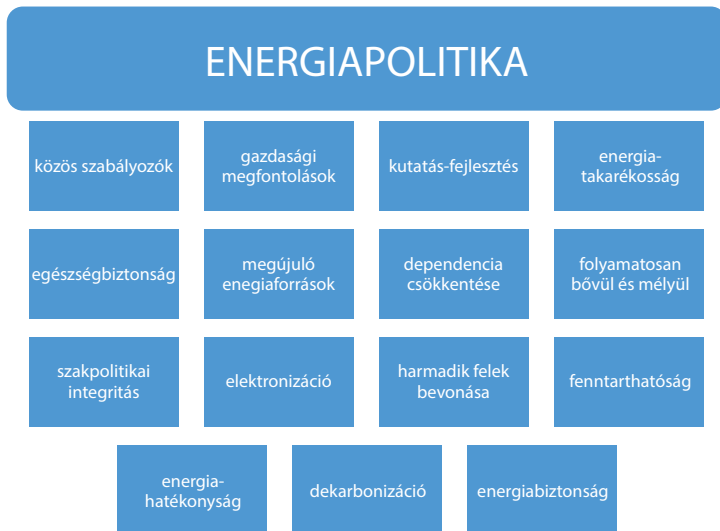 ENERGIAPOLITIKA
közös szabályozók
gazdasági
megfontolások
kutatás-fejlesztés
energia-
takarékosság
egészségbiztonság
megújuló
enegiaforrások
dependencia
csökkentése
folyamatosan
bővül és mélyül
szakpolitikai
integritás
elektronizáció
harmadik felek
bevonása
fenntarthatóság
energia-
hatékonyság
dekarbonizáció
energiabiztonság